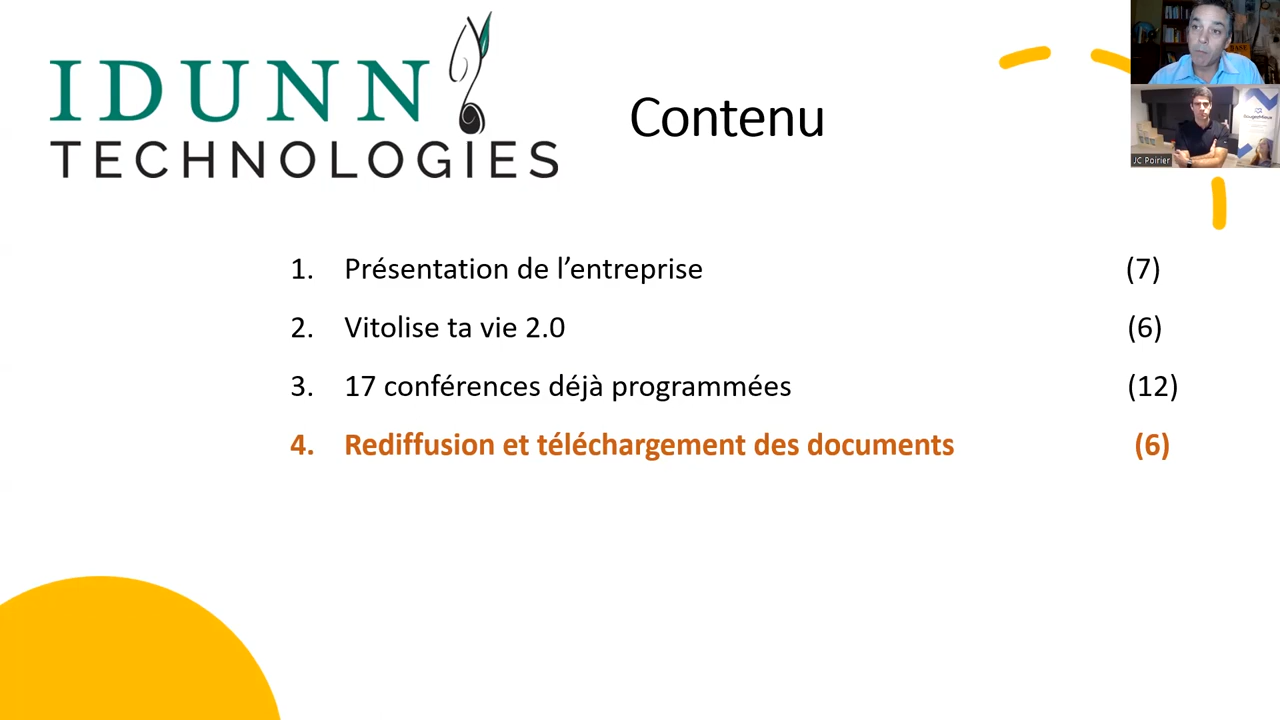 IDUNN
TECHNOLOGIES
Contenu
JC Poirier
1. Présentation de l’entreprise (7)
2. Vitolise ta vie 2.0 (6)
3. 17 conférences déjà programmées (12)
4. Rediffusion et téléchargement des documents (6)